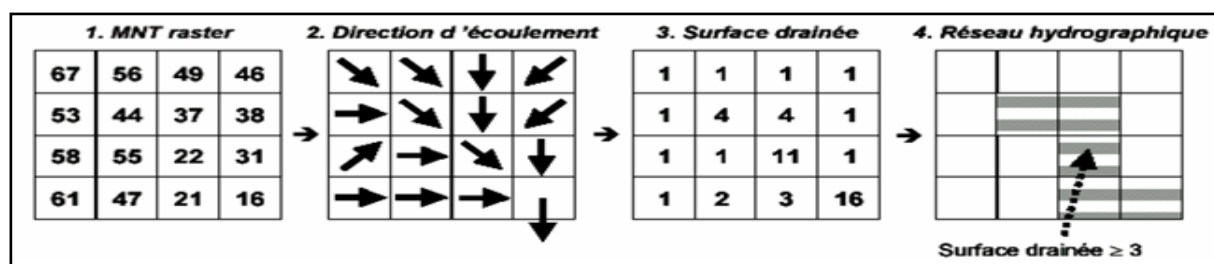 1. MNT raster 2. Direction d 'écoulement 3. Surface drainée 4. Réseau hydrographique
67 56 49 46
53 44 37 38
58 55 22 31
61 47 21 16
1 1 1 1
1 4 4 1
1 1 11 1
1 2 3 16
Surface drainée ≥ 3